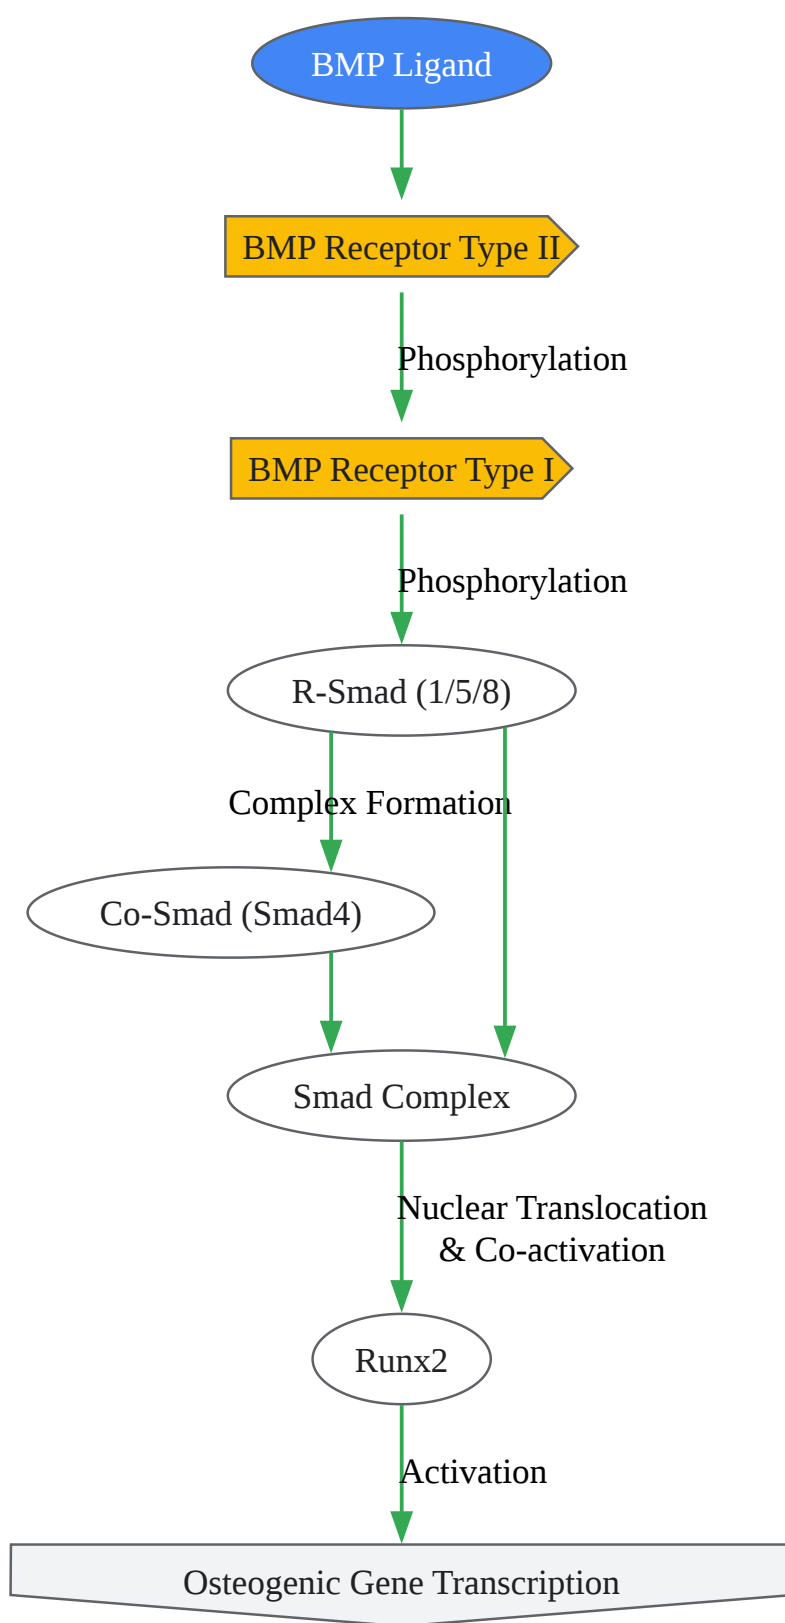 BMP Ligand
BMP Receptor Type II
Phosphorylation
BMP Receptor Type I
Phosphorylation
R-Smad (1/5/8)
Complex Formation
Co-Smad (Smad4)
Smad Complex
Nuclear Translocation
& Co-activation
Runx2
Activation
Osteogenic Gene Transcription